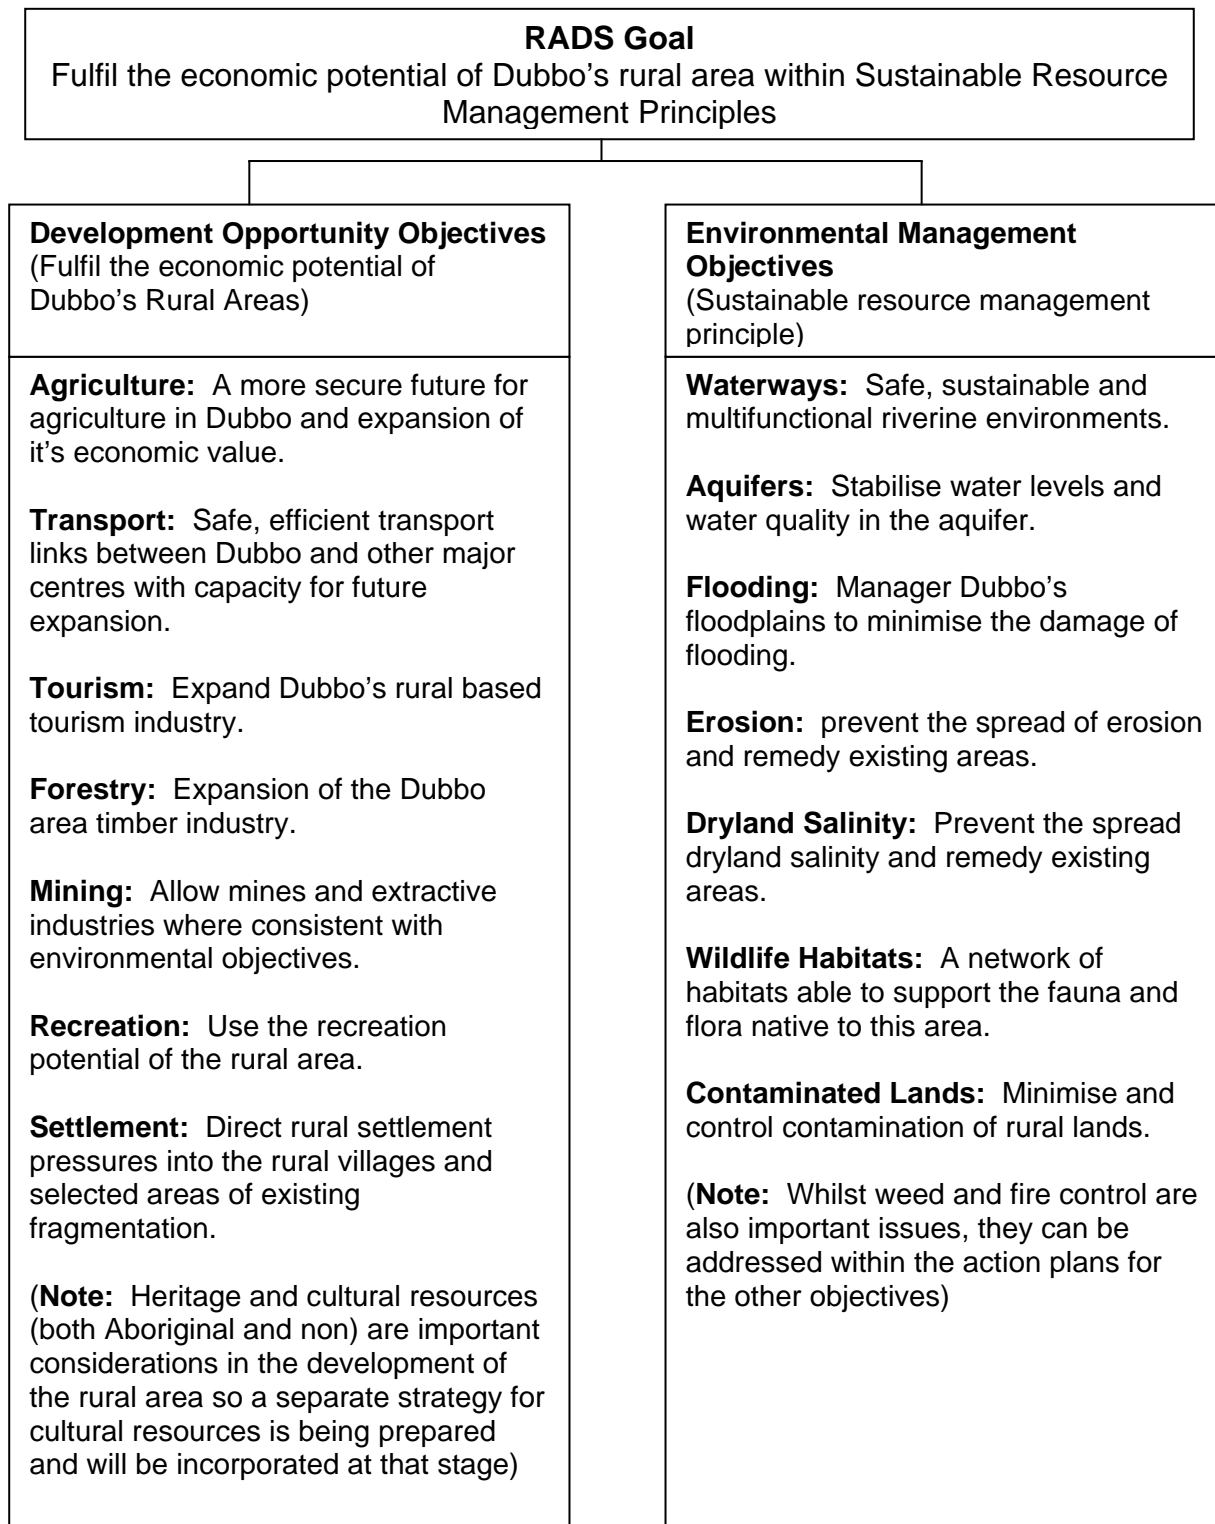 RADS Goal
Fulfil the economic potential of Dubbo’s rural area within Sustainable Resource
Management Principles
Development Opportunity Objectives
(Fulfil the economic potential of
Dubbo’s Rural Areas)
Agriculture: A more secure future for
agriculture in Dubbo and expansion of
it’s economic value.
Transport: Safe, efficient transport
links between Dubbo and other major
centres with capacity for future
expansion.
Tourism: Expand Dubbo’s rural based
tourism industry.
Forestry: Expansion of the Dubbo
area timber industry.
Mining: Allow mines and extractive
industries where consistent with
environmental objectives.
Recreation: Use the recreation
potential of the rural area.
Settlement: Direct rural settlement
pressures into the rural villages and
selected areas of existing
fragmentation.
(Note: Heritage and cultural resources
(both Aboriginal and non) are important
considerations in the development of
the rural area so a separate strategy for
cultural resources is being prepared
and will be incorporated at that stage)
Environmental Management
Objectives
(Sustainable resource management
principle)
Waterways: Safe, sustainable and
multifunctional riverine environments.
Aquifers: Stabilise water levels and
water quality in the aquifer.
Flooding: Manager Dubbo’s
floodplains to minimise the damage of
flooding.
Erosion: prevent the spread of erosion
and remedy existing areas.
Dryland Salinity: Prevent the spread
dryland salinity and remedy existing
areas.
Wildlife Habitats: A network of
habitats able to support the fauna and
flora native to this area.
Contaminated Lands: Minimise and
control contamination of rural lands.
(Note: Whilst weed and fire control are
also important issues, they can be
addressed within the action plans for
the other objectives)